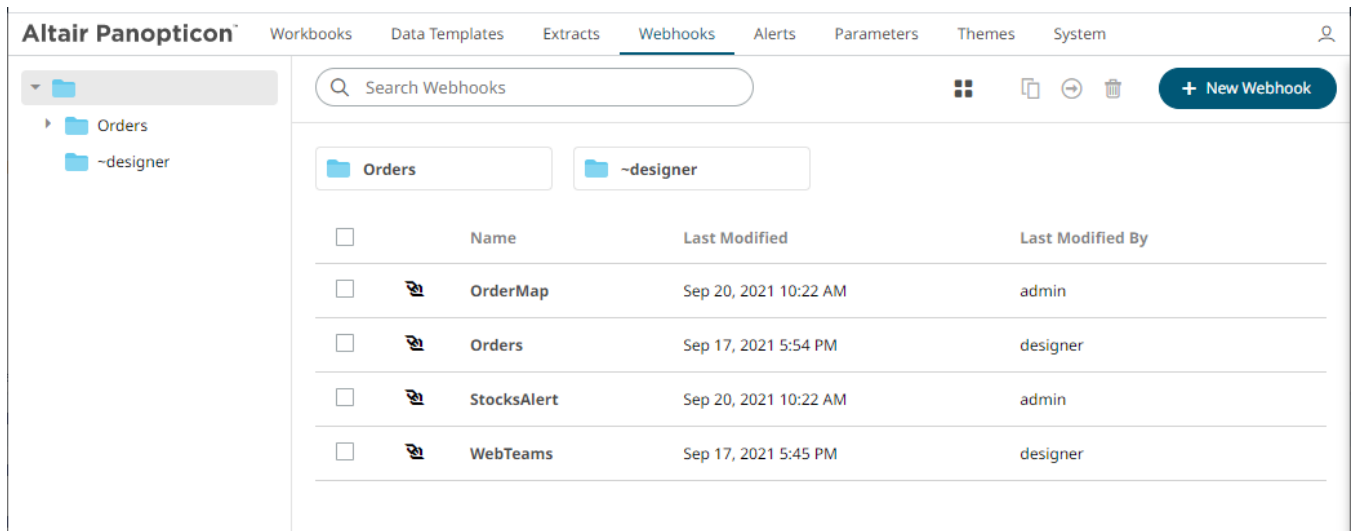 Altair Panopticon™ Workbooks Data Templates Extracts Webhooks Alerts Parameters Themes System
Search Webhooks + New Webhook
Orders
~designer
Orders ~designer
Name Last Modified Last Modified By
OrderMap Sep 20, 2021 10:22 AM admin
Orders Sep 17, 2021 5:54 PM designer
StocksAlert Sep 20, 2021 10:22 AM admin
WebTeams Sep 17, 2021 5:45 PM designer